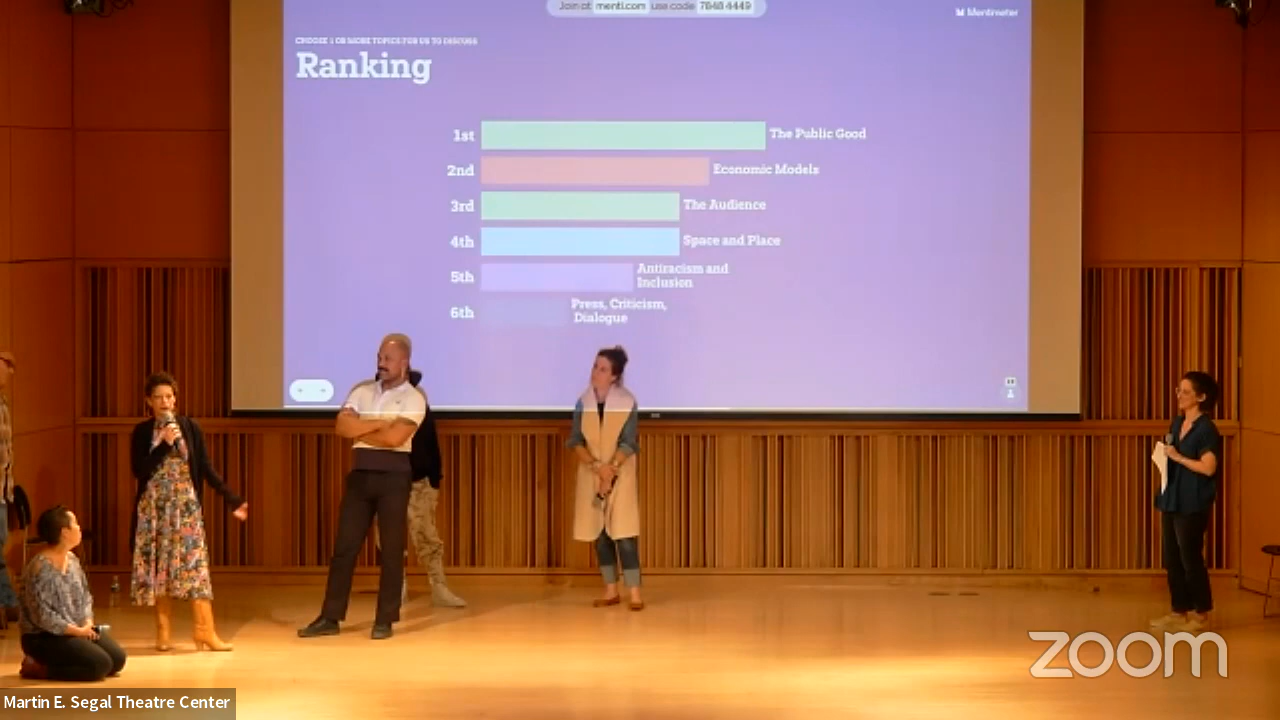 Join at menti.com use code 7848 4449
Mentimeter
CHOOSE 1 OR MORE TOPICS FOR US TO DISCUSS
Ranking
1st The Public Good
2nd Economic Models
3rd The Audience
4th Space and Place
5th Antiracism and
Inclusion
6th Press, Criticism,
Dialogue
zoom
Martin E. Segal Theatre Center